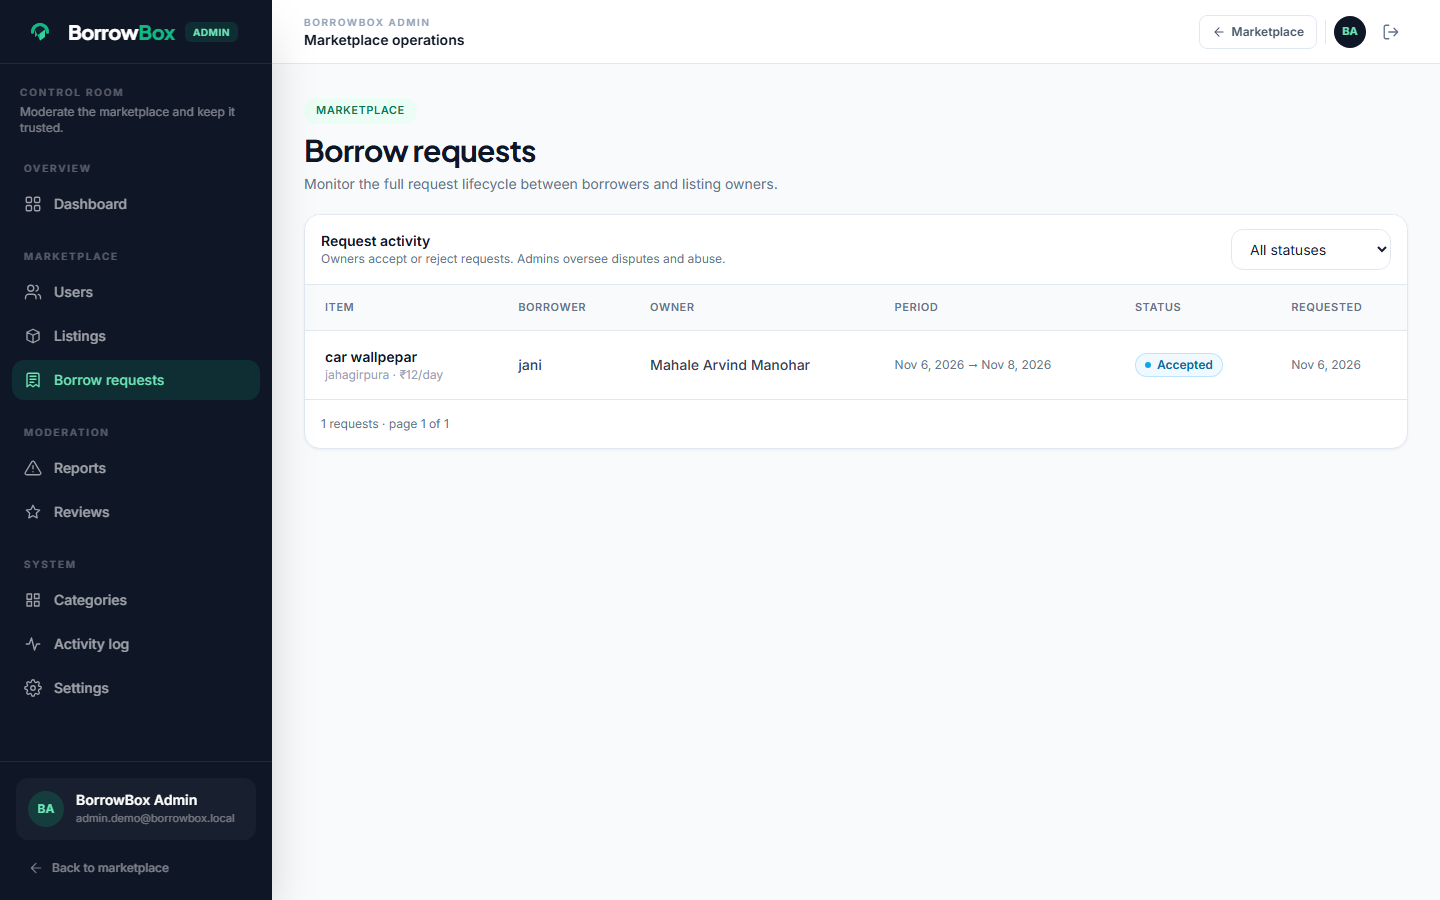 BorrowBox ADMIN
CONTROL ROOM
Moderate the marketplace and keep it
trusted.
OVERVIEW
Dashboard
MARKETPLACE
Users
Listings
Borrow requests
MODERATION
Reports
Reviews
SYSTEM
Categories
Activity log
Settings
BA
BorrowBox Admin
admin.demo@borrowbox.local
Back to marketplace
BORROWBOX ADMIN
Marketplace operations
Marketplace
BA
MARKETPLACE
Borrow requests
Monitor the full request lifecycle between borrowers and listing owners.
Request activity
Owners accept or reject requests. Admins oversee disputes and abuse.
All statuses
ITEM BORROWER OWNER PERIOD STATUS REQUESTED
car wallpepar
jahagirpura · ₹12/day
jani
Mahale Arvind Manohar
Nov 6, 2026 → Nov 8, 2026
Accepted
Nov 6, 2026
1 requests · page 1 of 1